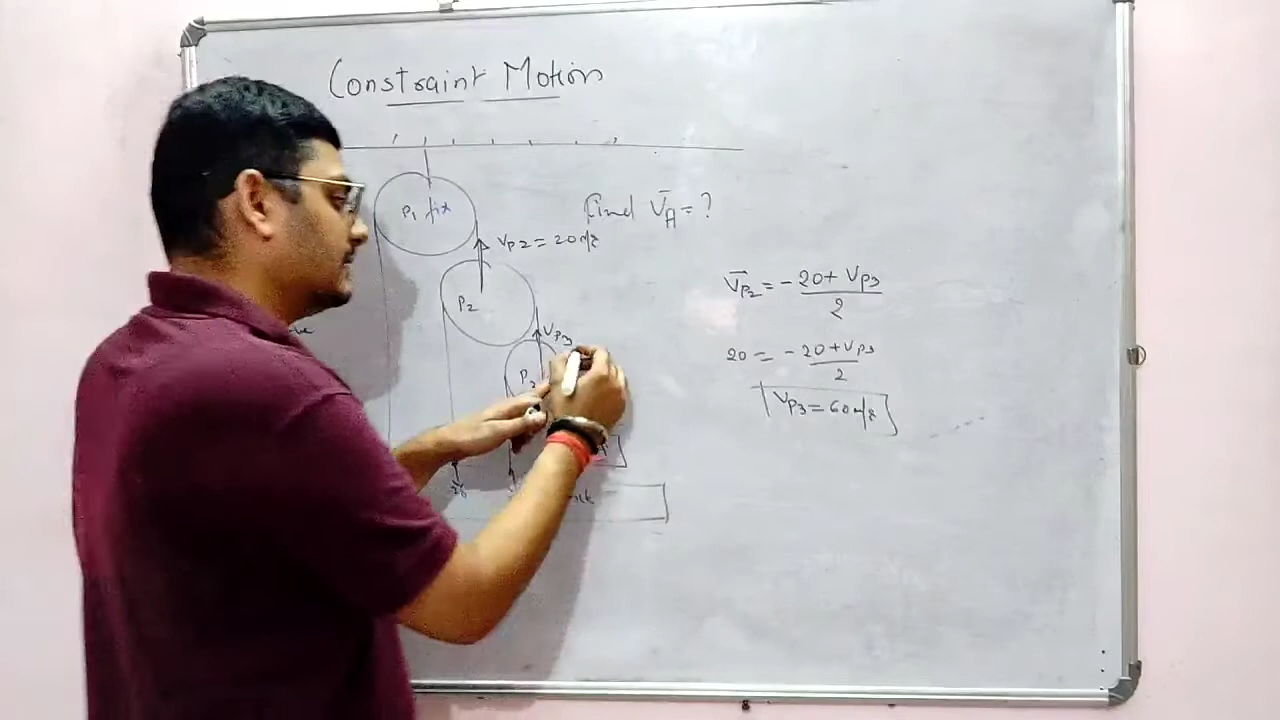 Constraint Motion
P1 fix
Find V̄A = ?
VP2 = 20 m/s
P2
V̄P2 = -20 + VP3
2
VP3
20 = -20 + VP3
2
P3
VP3 = 60 m/s